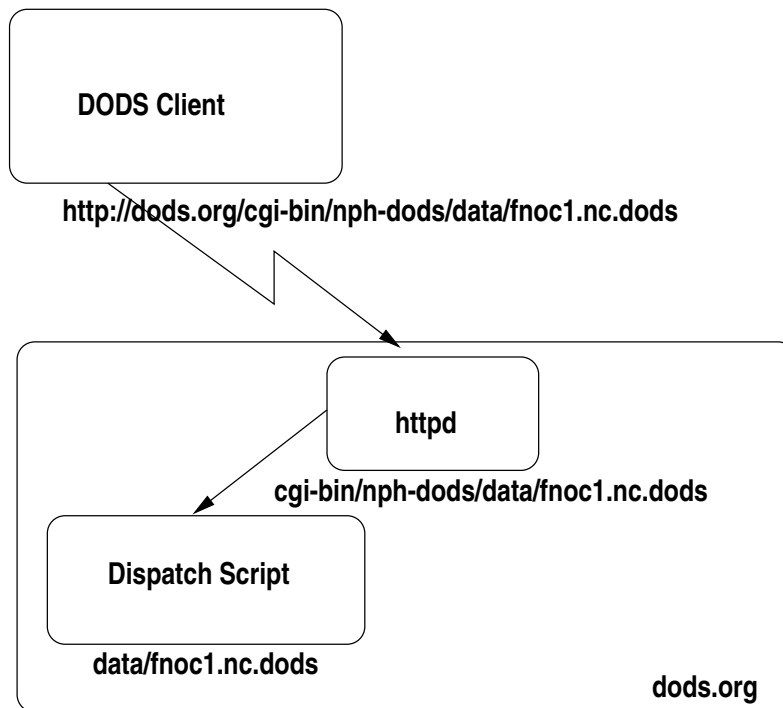 DODS Client
http://dods.org/cgi-bin/nph-dods/data/fnoc1.nc.dods
httpd
cgi-bin/nph-dods/data/fnoc1.nc.dods
Dispatch Script
data/fnoc1.nc.dods
dods.org